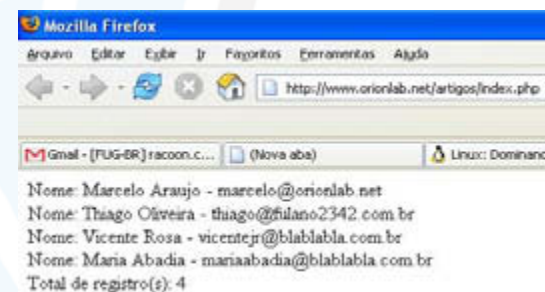 Mozilla Firefox
Arquivo Editar Exibir Ir Favoritos Ferramentas Ajuda
http://www.orionlab.net/artigos/index.php
Gmail - [FUG-BR] racoon.c... (Nova aba) Linux: Dominando
Nome: Marcelo Araujo - marcelo@orionlab.net
Nome: Thiago Oliveira - thiago@fulano2342.com.br
Nome: Vicente Rosa - vicentejr@blablabla.com.br
Nome: Maria Abadia - mariaabadia@blablabla.com.br
Total de registro(s): 4